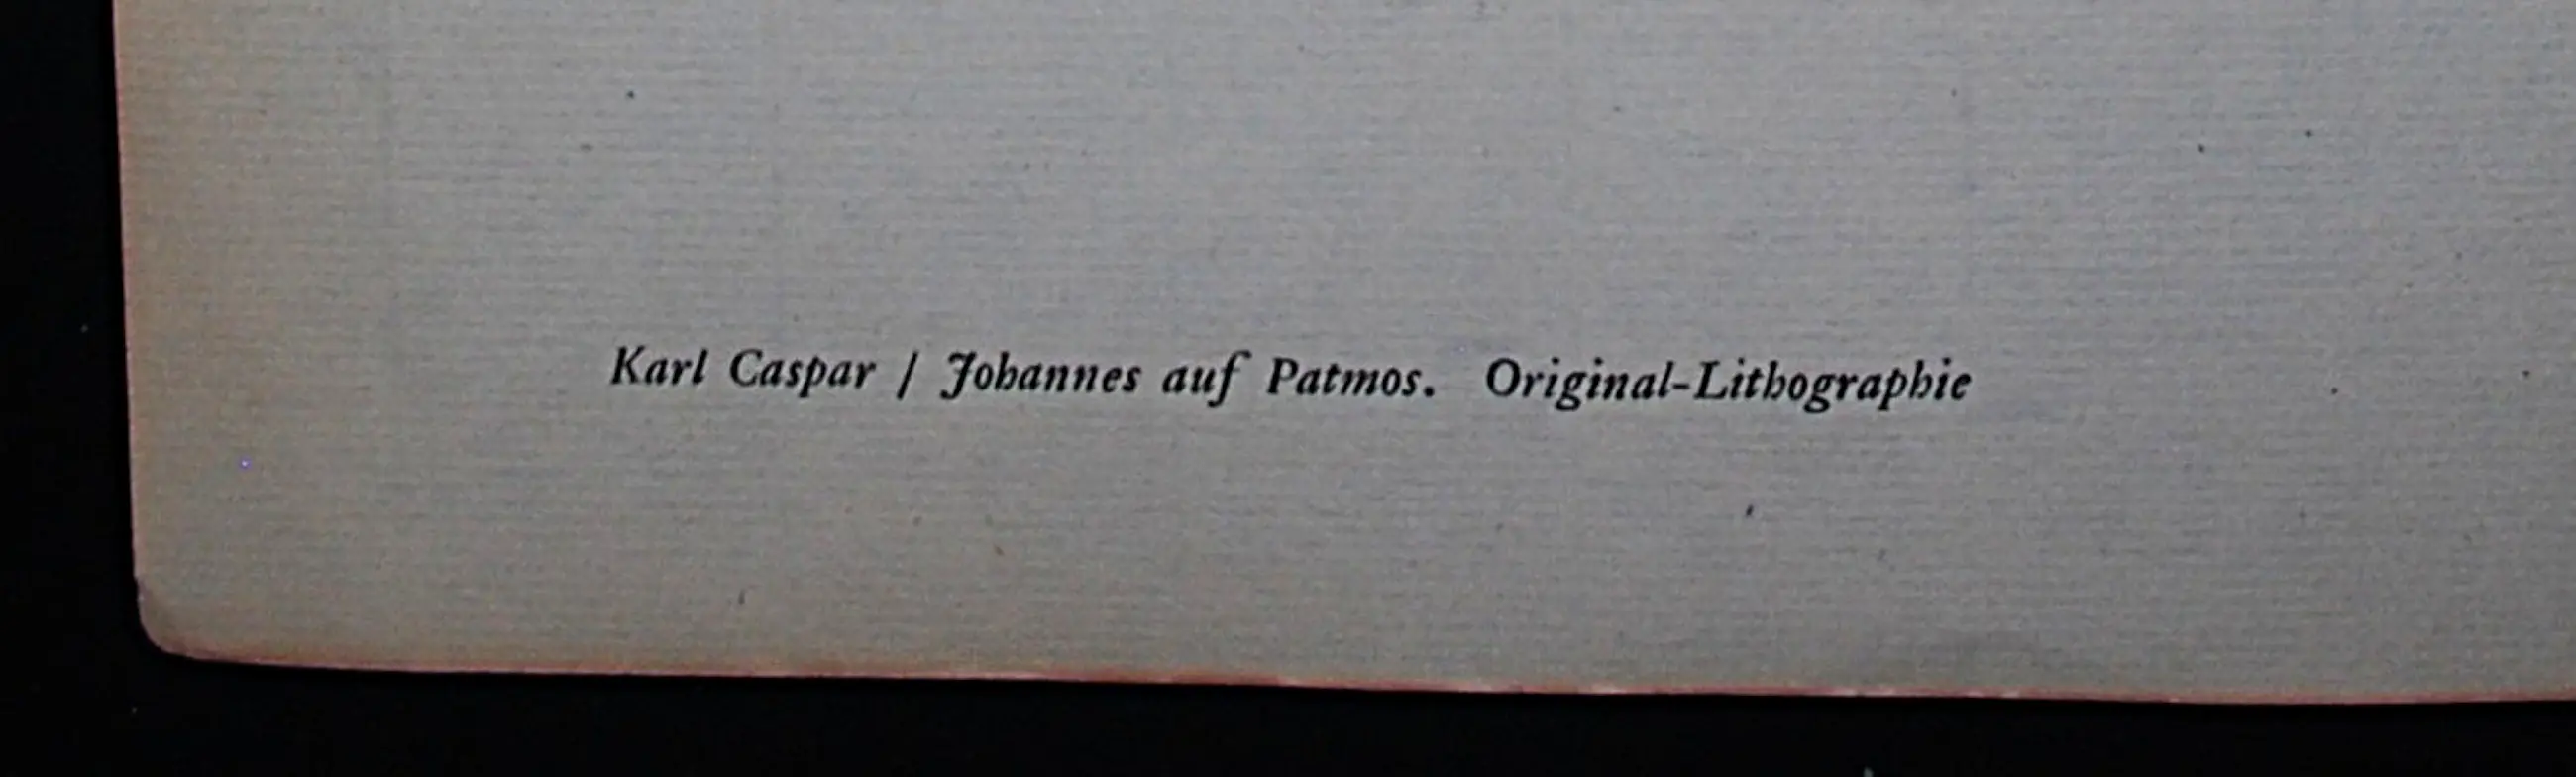 Karl Caspar / Johannes auf Patmos. Original-Lithographie